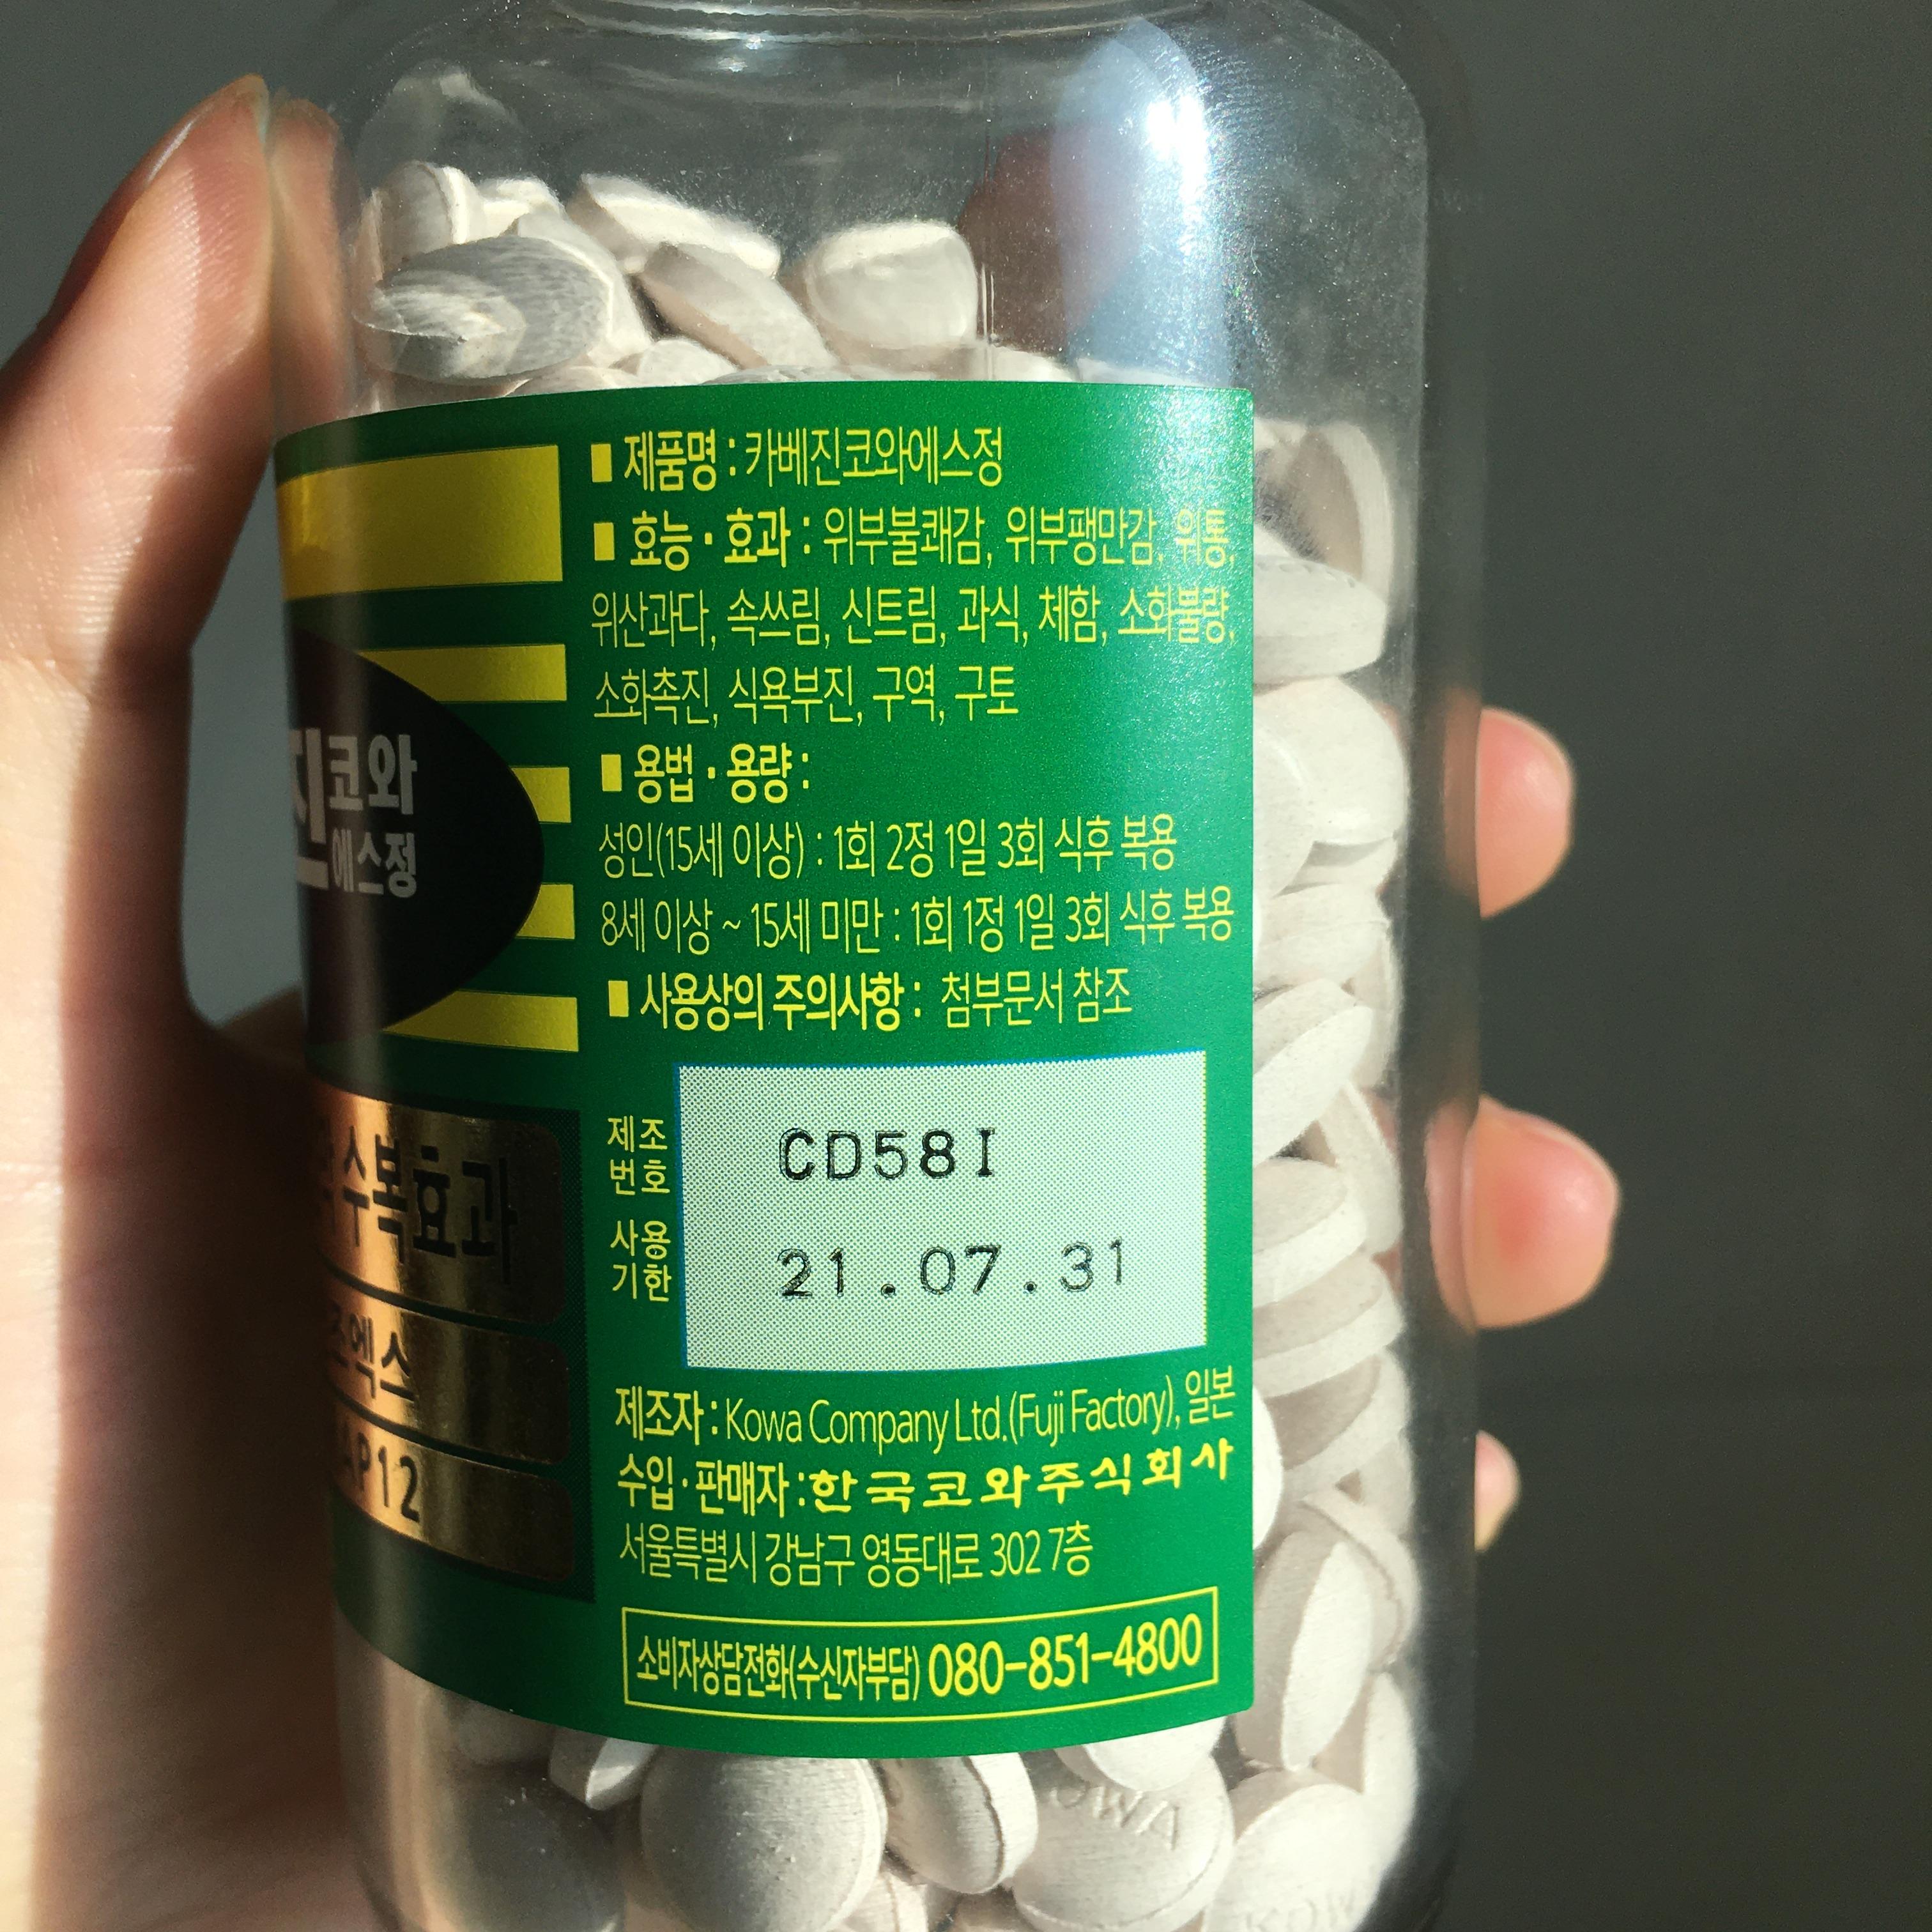 ■ 제품명 : 카베진코와에스정
■ 효능 · 효과 : 위부불쾌감, 위부팽만감, 위통,
위산과다, 속쓰림, 신트림, 과식, 체함, 소화불량,
소화촉진, 식욕부진, 구역, 구토
■ 용법 · 용량 :
성인(15세 이상) : 1회 2정 1일 3회 식후 복용
8세 이상 ~ 15세 미만 : 1회 1정 1일 3회 식후 복용
■ 사용상의 주의사항 : 첨부문서 참조
제조
번호
CD58I
사용
기한
21.07.31
제조자 : Kowa Company Ltd.(Fuji Factory), 일본
수입·판매자 : 한국코와주식회사
서울특별시 강남구 영동대로 302 7층
소비자상담전화(수신자부담) 080-851-4800
코와
에스정
수복효과
엑스
AP12
OWA